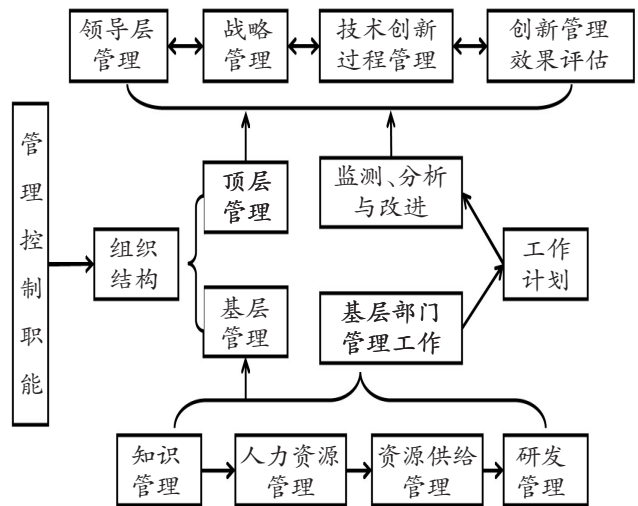 领导层
管理
战略
管理
技术创新
过程管理
创新管理
效果评估
管
理
控
制
职
能
组织
结构
顶层
管理
监测、分析
与改进
工作
计划
基层
管理
基层部门
管理工作
知识
管理
人力资源
管理
资源供给
管理
研发
管理